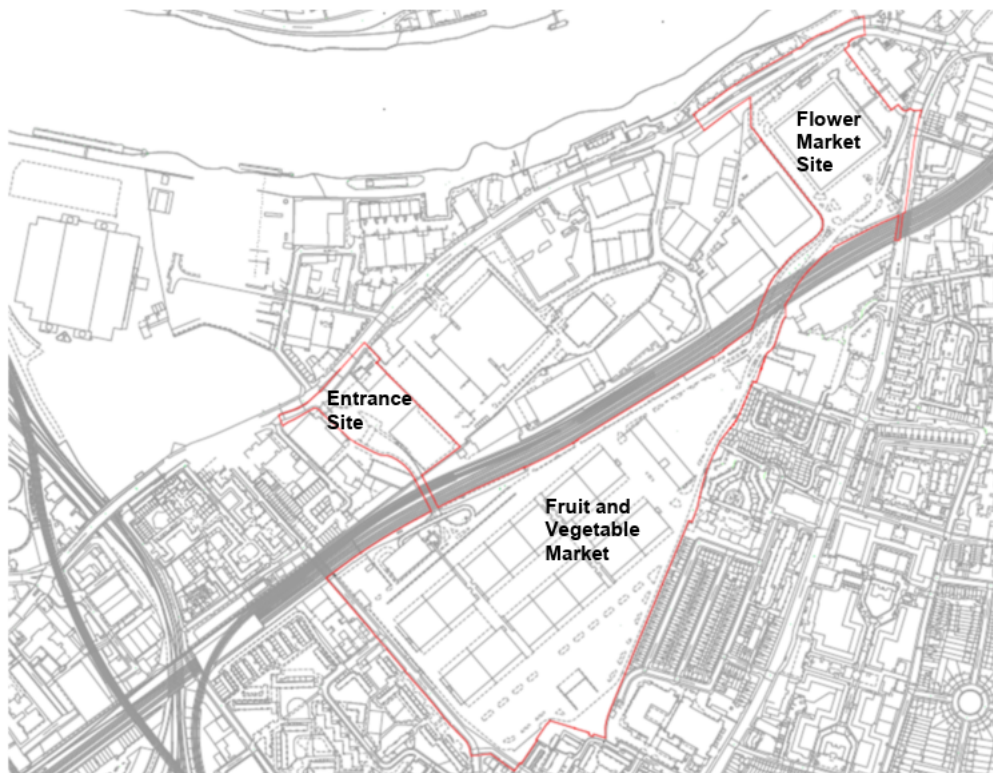 Flower
Market
Site
Entrance
Site
Fruit and
Vegetable
Market